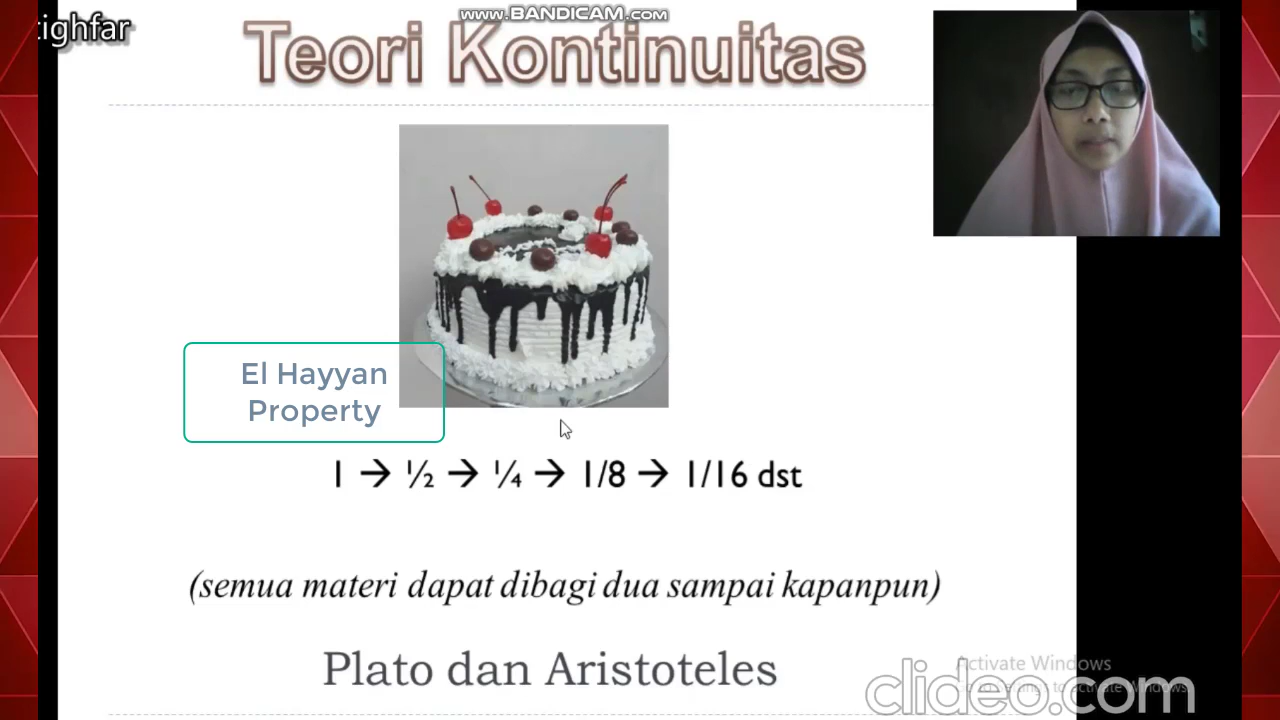 www.BANDICAM.com
tighfar
Teori Kontinuitas
El Hayyan
Property
1 → ½ → ¼ → 1/8 → 1/16 dst
(semua materi dapat dibagi dua sampai kapanpun)
Plato dan Aristoteles
Activate Windows
clideo.com